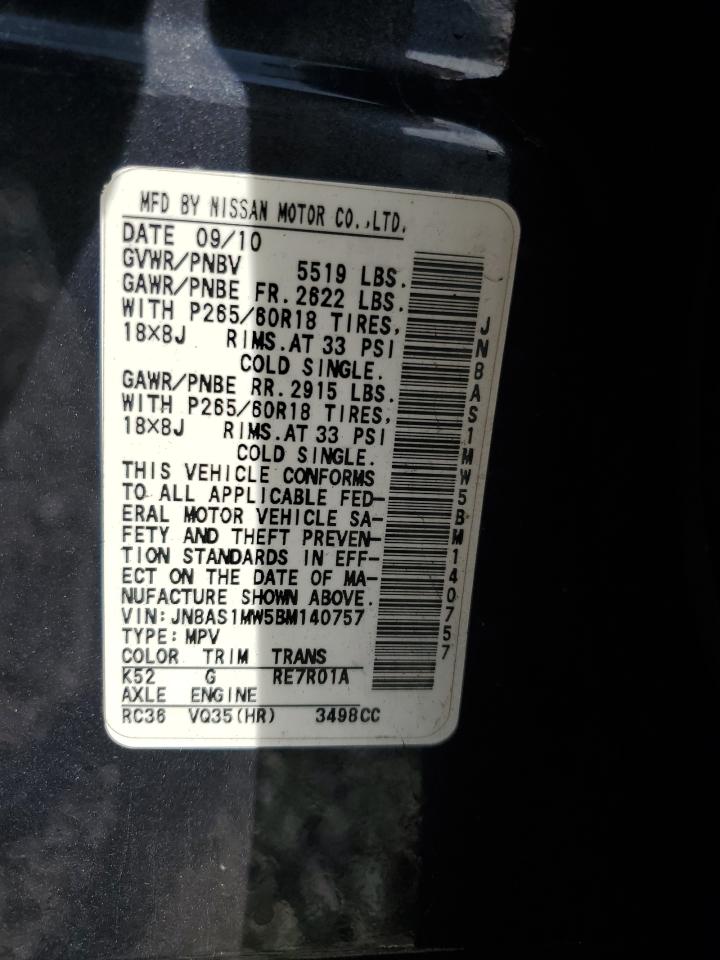 MFD BY NISSAN MOTOR CO.,LTD.
DATE 09/10
GVWR/PNBV 5519 LBS.
GAWR/PNBE FR. 2622 LBS.
WITH P265/60R18 TIRES,
18X8J RIMS.AT 33 PSI
COLD SINGLE.
GAWR/PNBE RR. 2915 LBS.
WITH P265/60R18 TIRES,
18X8J RIMS.AT 33 PSI
COLD SINGLE.
THIS VEHICLE CONFORMS
TO ALL APPLICABLE FED-
ERAL MOTOR VEHICLE SA-
FETY AND THEFT PREVEN-
TION STANDARDS IN EFF-
ECT ON THE DATE OF MA-
NUFACTURE SHOWN ABOVE.
VIN:JN8AS1MW5BM140757
TYPE:MPV
COLOR TRIM TRANS
K52 G RE7R01A
AXLE ENGINE
RC36 VQ35(HR) 3498CC
JN8AS1MW5BM140757